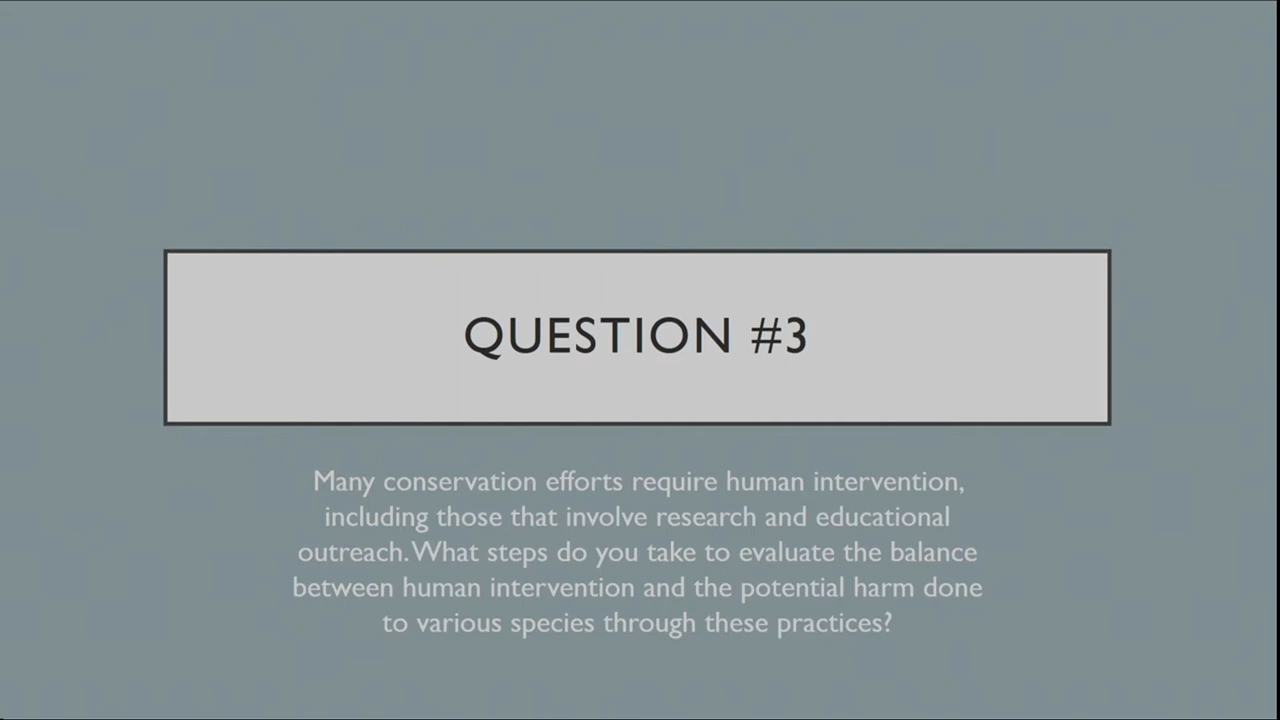 QUESTION #3
Many conservation efforts require human intervention,
including those that involve research and educational
outreach. What steps do you take to evaluate the balance
between human intervention and the potential harm done
to various species through these practices?